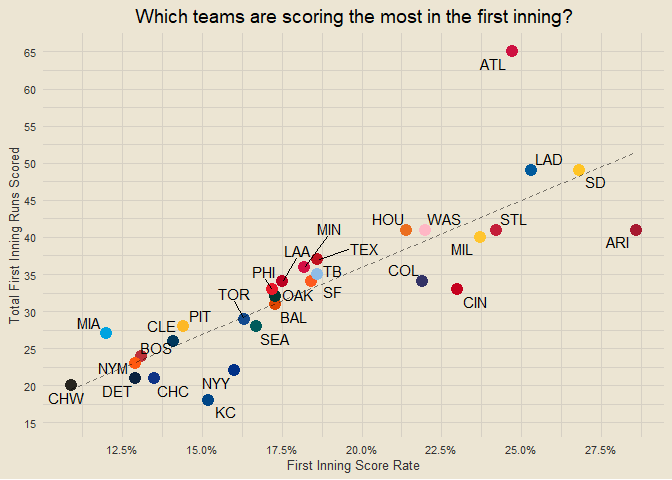 Which teams are scoring the most in the first inning?
Total First Inning Runs Scored
65
60
55
50
45
40
35
30
25
20
15
ATL
LAD
SD
HOU
WAS
STL
MIL
ARI
MIN
LAA
TEX
PHI
TB
COL
OAK
SF
CIN
TOR
BAL
MIA
PIT
CLE
SEA
BOS
NYM
DET
CHC
NYY
CHW
KC
12.5%
15.0%
17.5%
20.0%
22.5%
25.0%
27.5%
First Inning Score Rate